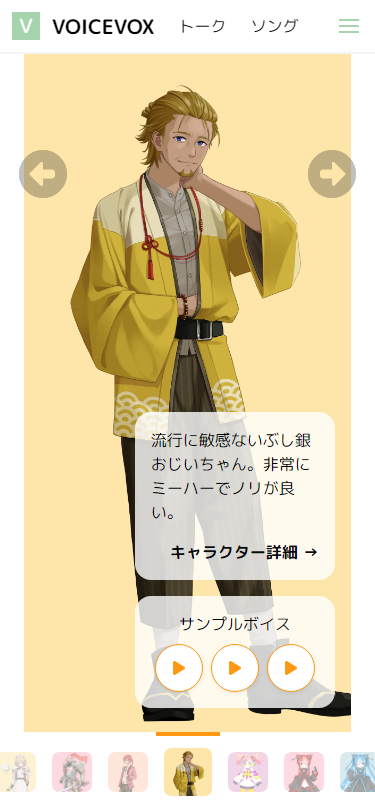 V VOICEVOX トーク ソング
流行に敏感ないぶし銀
おじいちゃん。非常に
ミーハーでノリが良
い。
キャラクター詳細 →
サンプルボイス